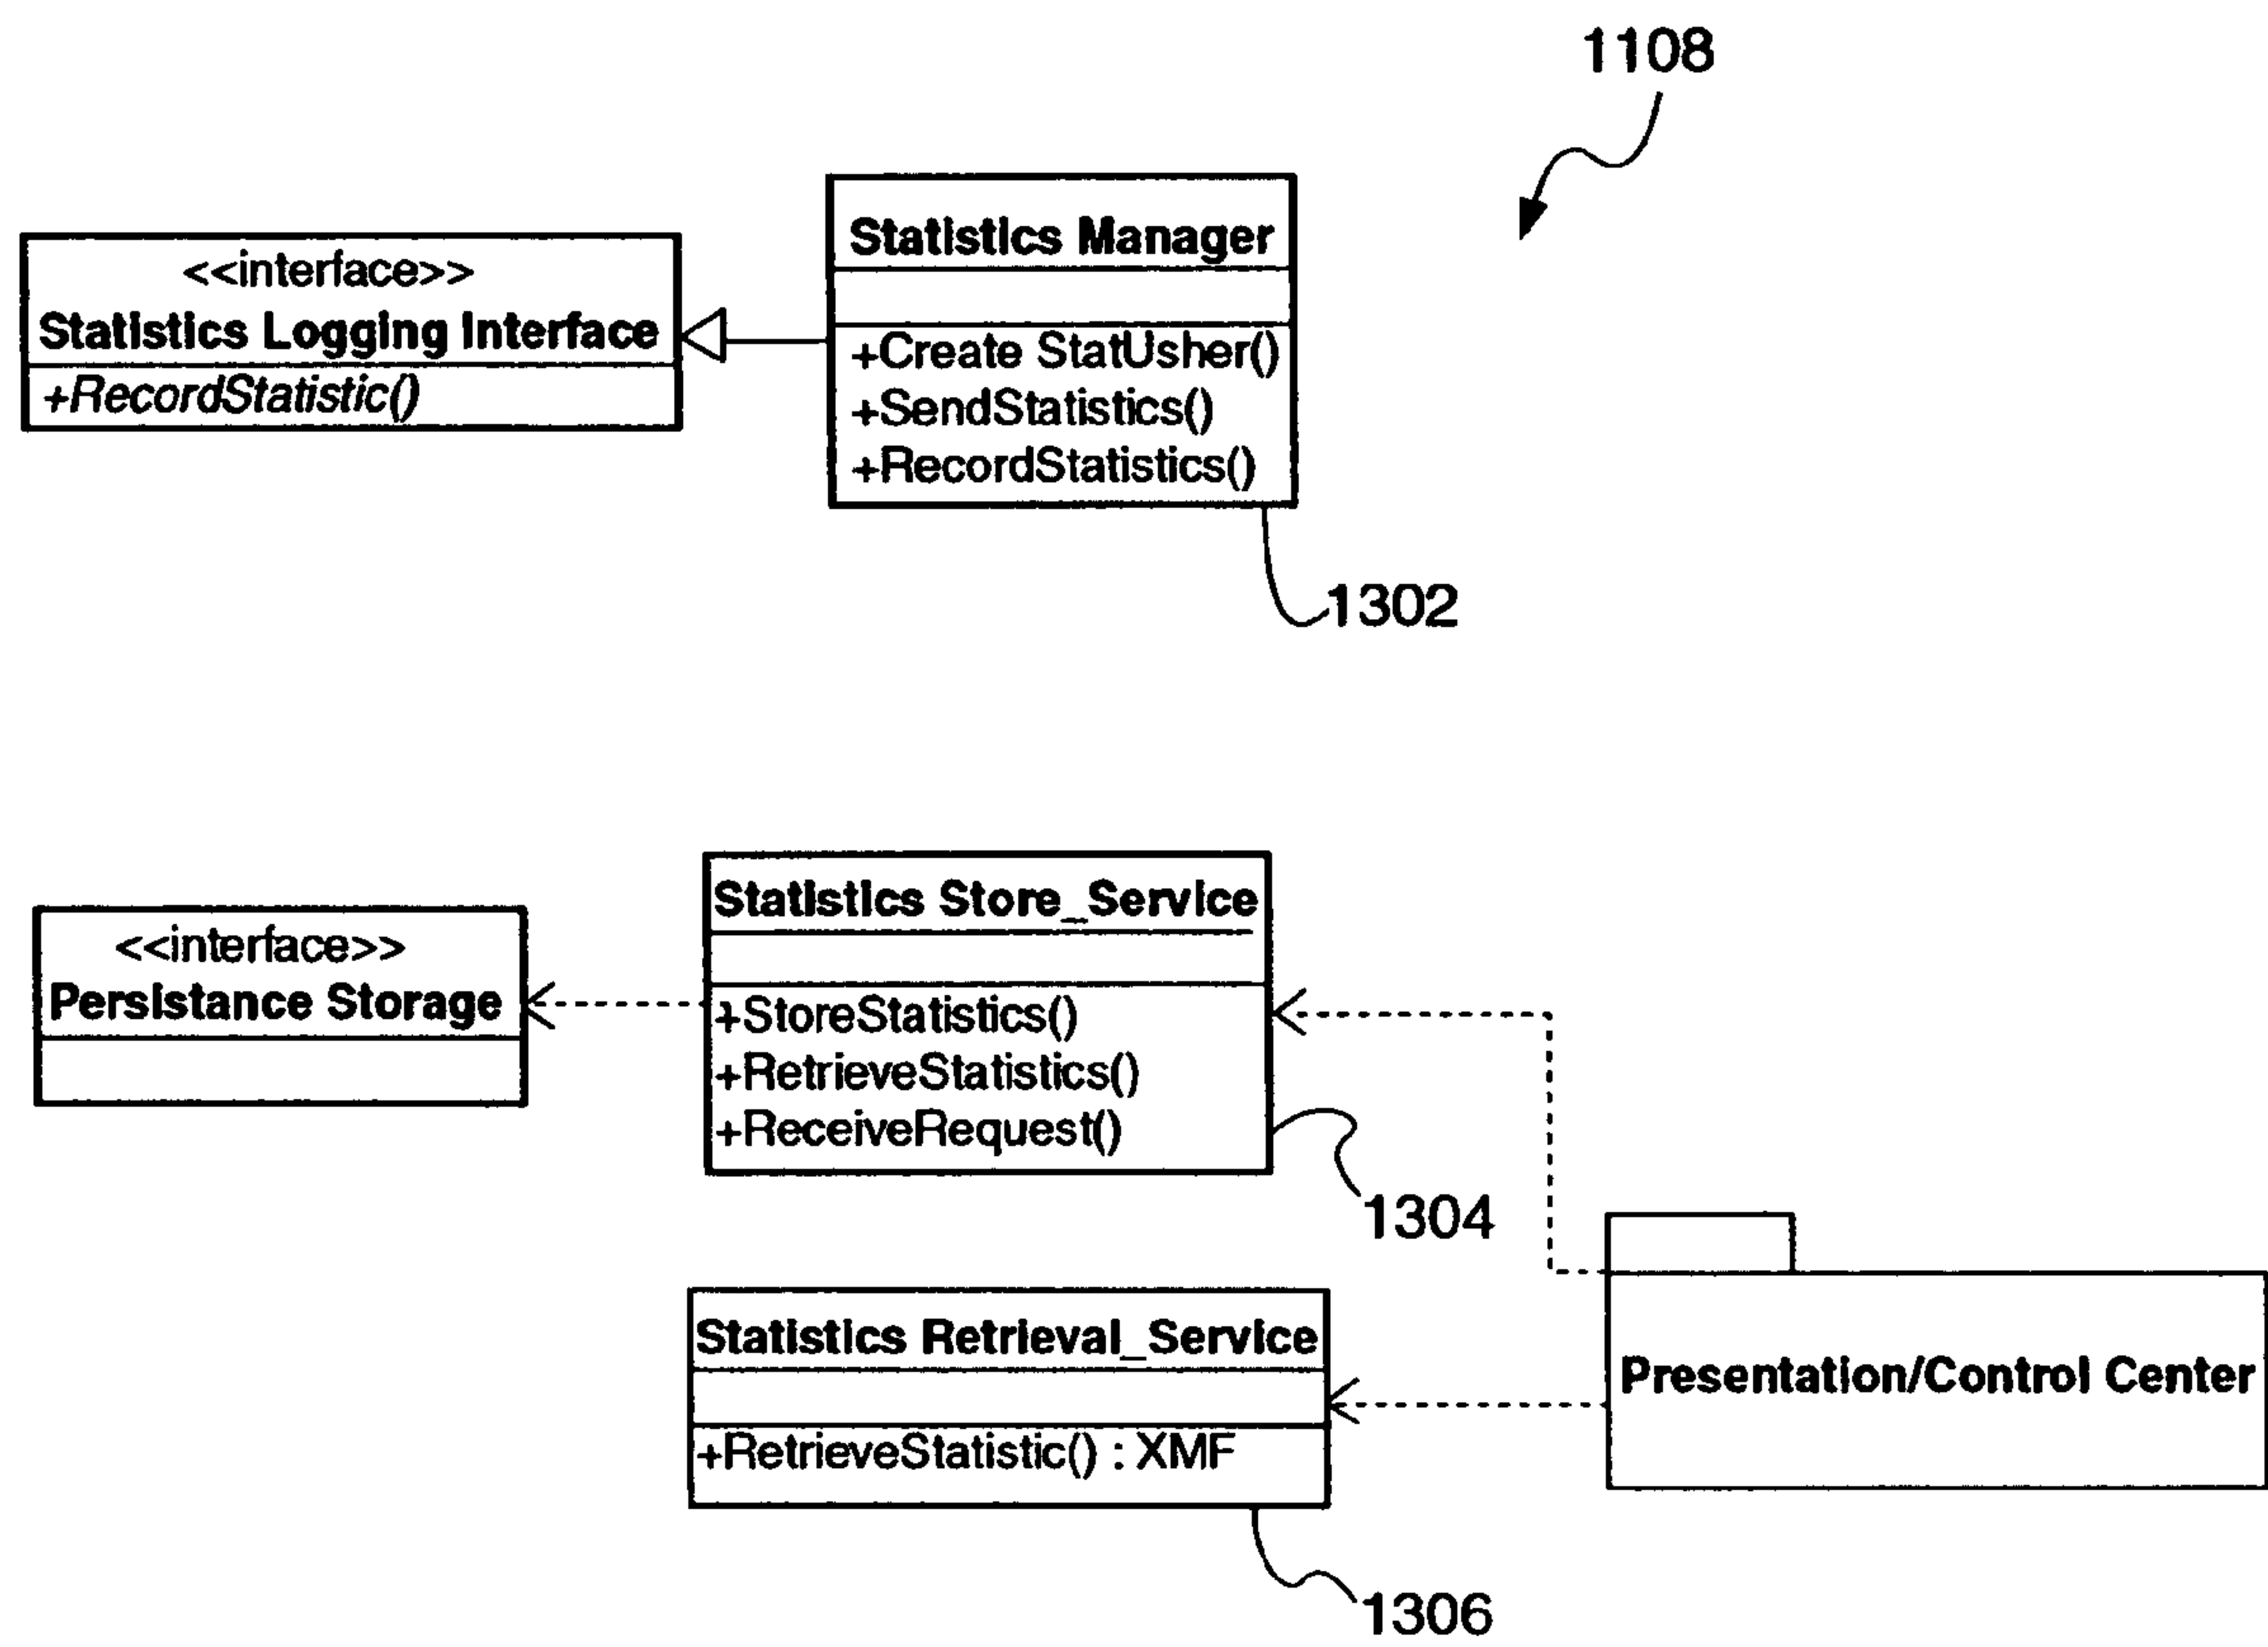 1108
Statistics Manager
+Create StatUsher()
+SendStatistics()
+RecordStatistics()
<<interface>>
Statistics Logging Interface
+RecordStatistic()
1302
Statistics Store_Service
+StoreStatistics()
+RetrieveStatistics()
+ReceiveRequest()
<<interface>>
Persistance Storage
1304
Statistics Retrieval_Service
+RetrieveStatistic() : XMF
Presentation/Control Center
1306